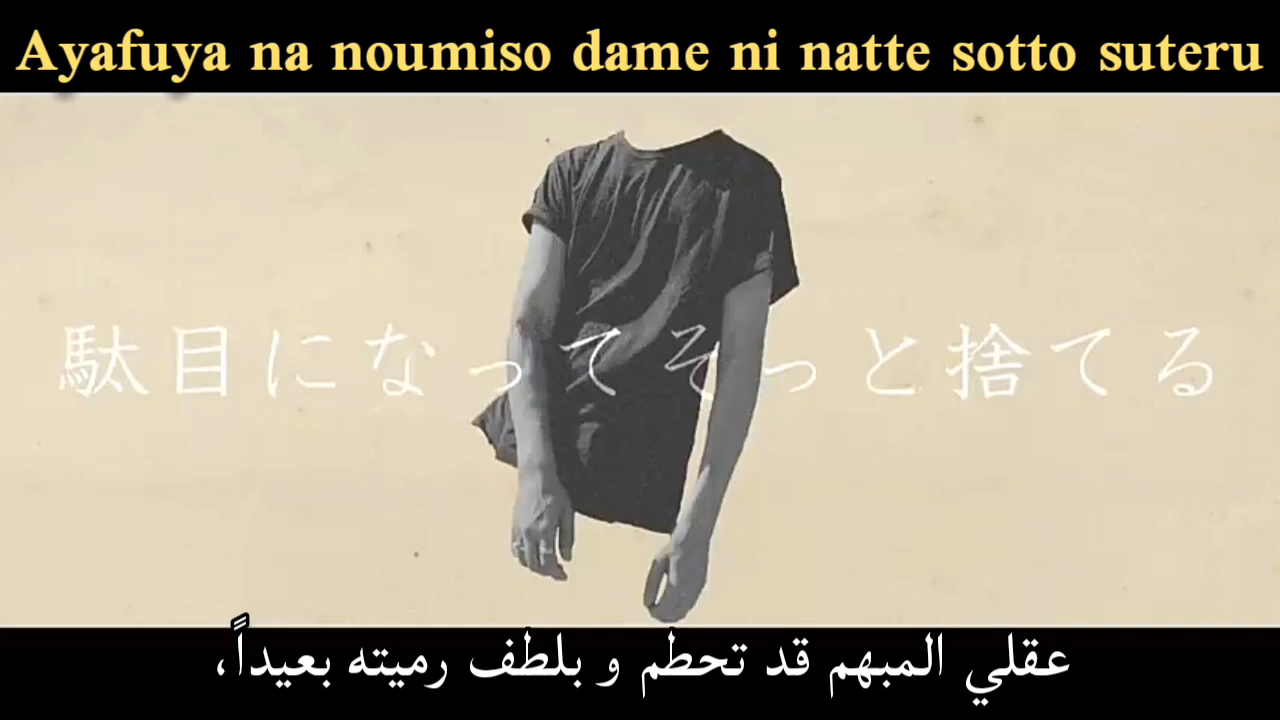 Ayafuya na noumiso dame ni natte sotto suteru
駄目になってそっと捨てる
عقلي المبهم قد تحطم و بلطف رميته بعيداً،